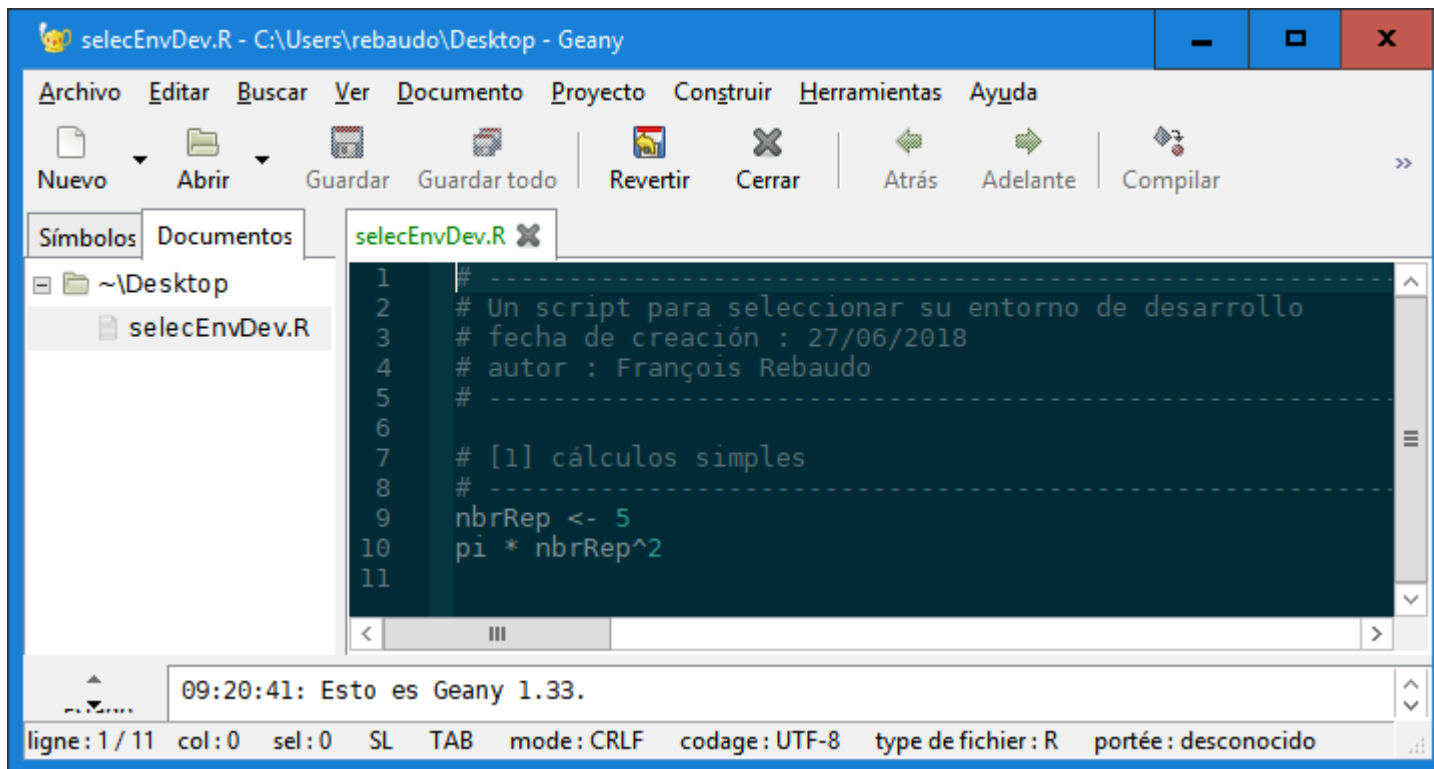 selecEnvDev.R - C:\Users\rebaudo\Desktop - Geany
Archivo Editar Buscar Ver Documento Proyecto Construir Herramientas Ayuda
Nuevo Abrir Guardar Guardar todo Revertir Cerrar Atrás Adelante Compilar »
Símbolos Documentos selecEnvDev.R
~\Desktop
selecEnvDev.R
1 # ---------------------------------------------------------
2 # Un script para seleccionar su entorno de desarrollo
3 # fecha de creación : 27/06/2018
4 # autor : François Rebaudo
5 # ---------------------------------------------------------
6
7 # [1] cálculos simples
8 # ---------------------------------------------------------
9 nbrRep <- 5
10 pi * nbrRep^2
11
09:20:41: Esto es Geany 1.33.
ligne : 1 / 11 col : 0 sel : 0 SL TAB mode : CRLF codage : UTF-8 type de fichier : R portée : desconocido